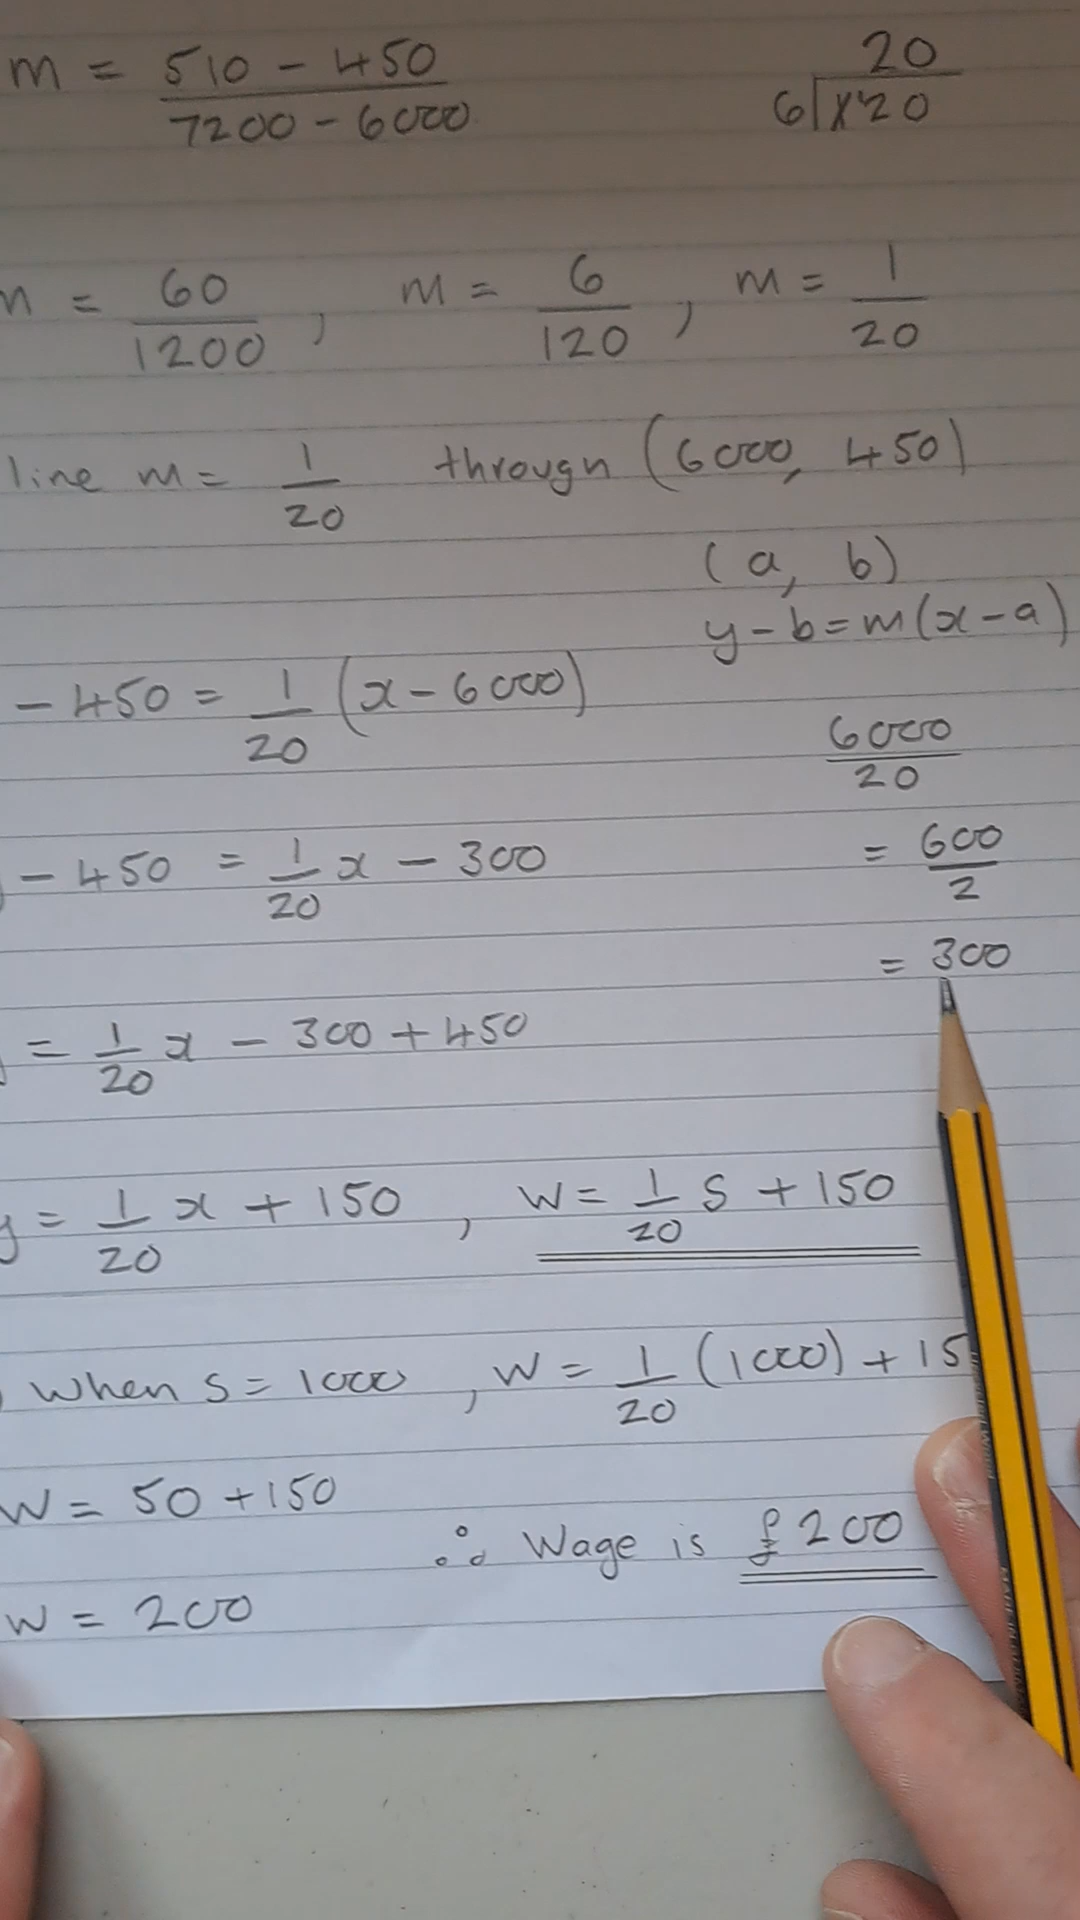 m = 510 - 450 / 7200 - 6000
20
6 120
= 60/1200 , m = 6/120 , m = 1/20
line m = 1/20 through (6000, 450)
(a, b)
y - b = m(x - a)
- 450 = 1/20 (x - 6000)
6000/20
- 450 = 1/20 x - 300
= 600/2
= 300
= 1/20 x - 300 + 450
y = 1/20 x + 150 , W = 1/20 S + 150
When S = 1000 , W = 1/20 (1000) + 15
W = 50 + 150
∴ Wage is £200
W = 200